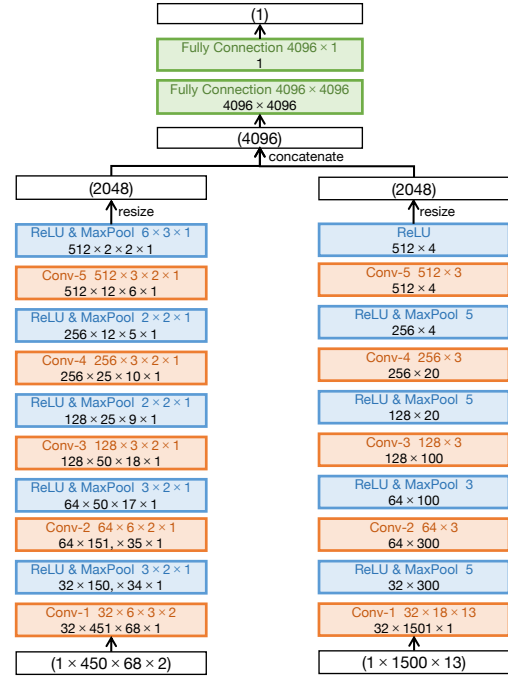 (1)
Fully Connection 4096 × 1
1
Fully Connection 4096 × 4096
4096 × 4096
(4096)
concatenate
(2048)
resize
ReLU & MaxPool 6 × 3 × 1
512 × 2 × 2 × 1
Conv-5 512 × 3 × 2 × 1
512 × 12 × 6 × 1
ReLU & MaxPool 2 × 2 × 1
256 × 12 × 5 × 1
Conv-4 256 × 3 × 2 × 1
256 × 25 × 10 × 1
ReLU & MaxPool 2 × 2 × 1
128 × 25 × 9 × 1
Conv-3 128 × 3 × 2 × 1
128 × 50 × 18 × 1
ReLU & MaxPool 3 × 2 × 1
64 × 50 × 17 × 1
Conv-2 64 × 6 × 2 × 1
64 × 151, × 35 × 1
ReLU & MaxPool 3 × 2 × 1
32 × 150, × 34 × 1
Conv-1 32 × 6 × 3 × 2
32 × 451 × 68 × 1
(1 × 450 × 68 × 2)
(2048)
resize
ReLU
512 × 4
Conv-5 512 × 3
512 × 4
ReLU & MaxPool 5
256 × 4
Conv-4 256 × 3
256 × 20
ReLU & MaxPool 5
128 × 20
Conv-3 128 × 3
128 × 100
ReLU & MaxPool 3
64 × 100
Conv-2 64 × 3
64 × 300
ReLU & MaxPool 5
32 × 300
Conv-1 32 × 18 × 13
32 × 1501 × 1
(1 × 1500 × 13)